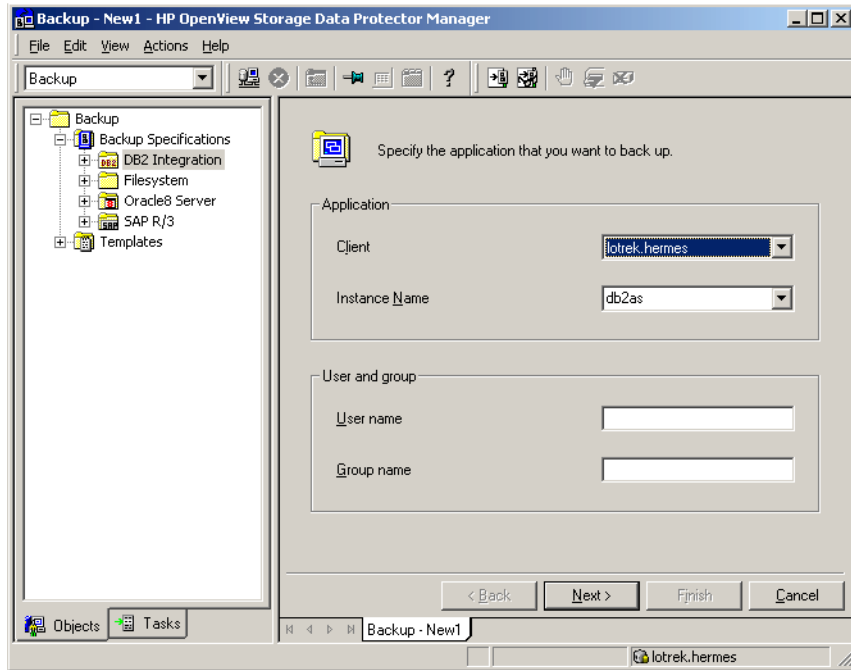 Backup - New1 - HP OpenView Storage Data Protector Manager
File Edit View Actions Help
Backup
Backup
Backup Specifications
DB2 DB2 Integration
Filesystem
Oracle8 Server
SAP R/3
Templates
Objects
Tasks
Specify the application that you want to back up.
Application
Client
lotrek.hermes
Instance Name
db2as
User and group
User name
Group name
< Back Next > Finish Cancel
Backup - New1
lotrek.hermes